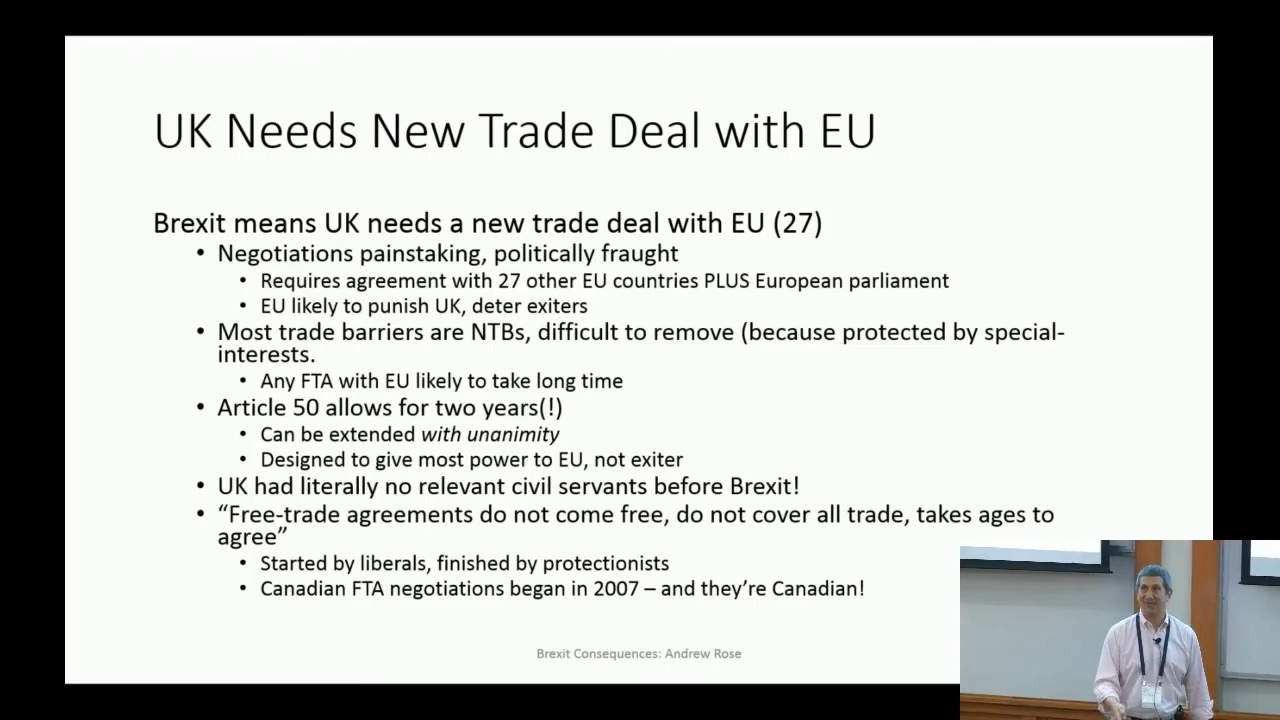 UK Needs New Trade Deal with EU
Brexit means UK needs a new trade deal with EU (27)
• Negotiations painstaking, politically fraught
• Requires agreement with 27 other EU countries PLUS European parliament
• EU likely to punish UK, deter exiters
• Most trade barriers are NTBs, difficult to remove (because protected by special-
interests.
• Any FTA with EU likely to take long time
• Article 50 allows for two years(!)
• Can be extended with unanimity
• Designed to give most power to EU, not exiter
• UK had literally no relevant civil servants before Brexit!
• “Free-trade agreements do not come free, do not cover all trade, takes ages to
agree”
• Started by liberals, finished by protectionists
• Canadian FTA negotiations began in 2007 – and they’re Canadian!
Brexit Consequences: Andrew Rose